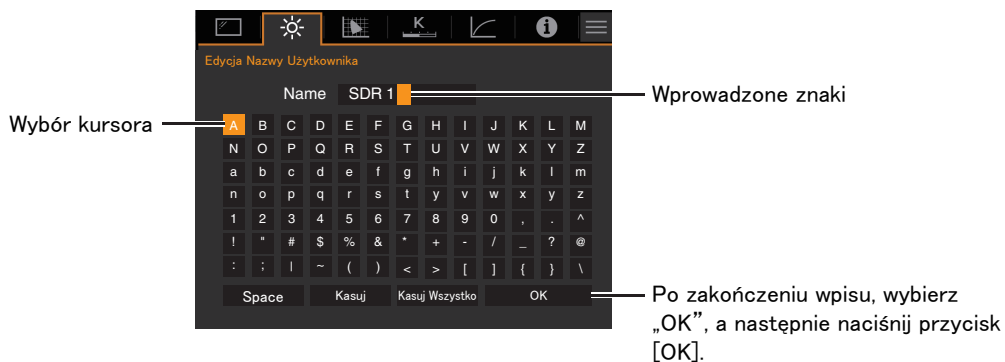 K
Edycja Nazwy Użytkownika
Name SDR 1
Wprowadzone znaki
Wybór kursora
A B C D E F G H I J K L M
N O P Q R S T U V W X Y Z
a b c d e f g h i j k l m
n o p q r s t y v w x y z
1 2 3 4 5 6 7 8 9 0 , . ^
! " # $ % & * + - / _ ? @
: ; | ~ ( ) < > [ ] { } \
Space Kasuj Kasuj Wszystko OK
Po zakończeniu wpisu, wybierz
„OK”, a następnie naciśnij przycisk
[OK].